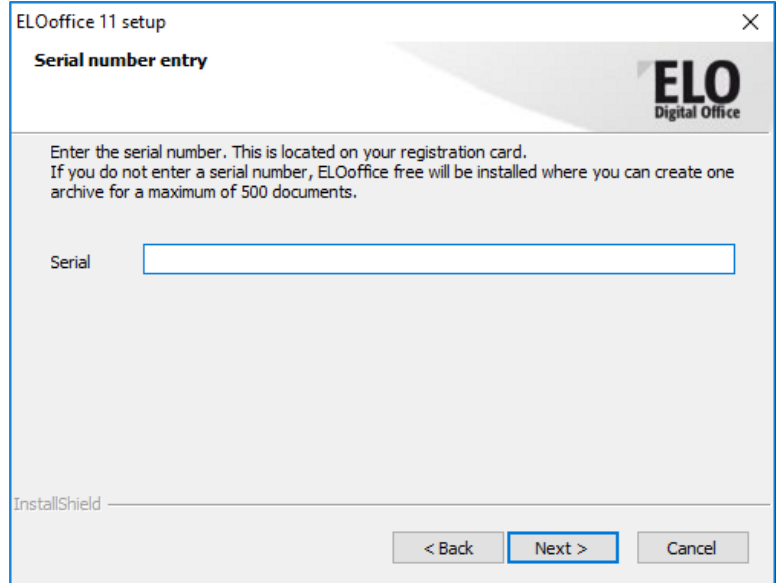 ELOoffice 11 setup
Serial number entry
ELO
Digital Office
Enter the serial number. This is located on your registration card.
If you do not enter a serial number, ELOoffice free will be installed where you can create one
archive for a maximum of 500 documents.
Serial
InstallShield
< Back Next > Cancel